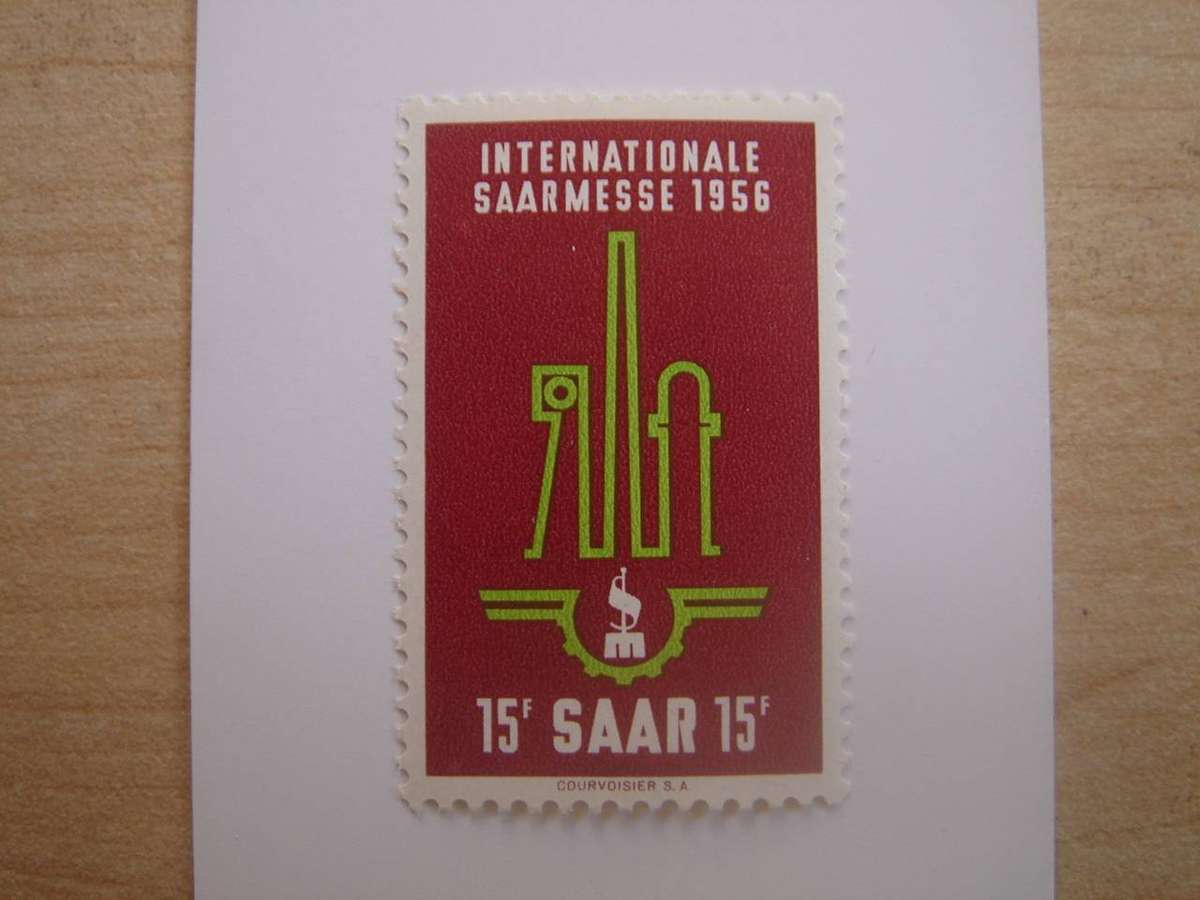 INTERNATIONALE
SAARMESSE 1956
S
m
15F SAAR 15F
COURVOISIER S. A.